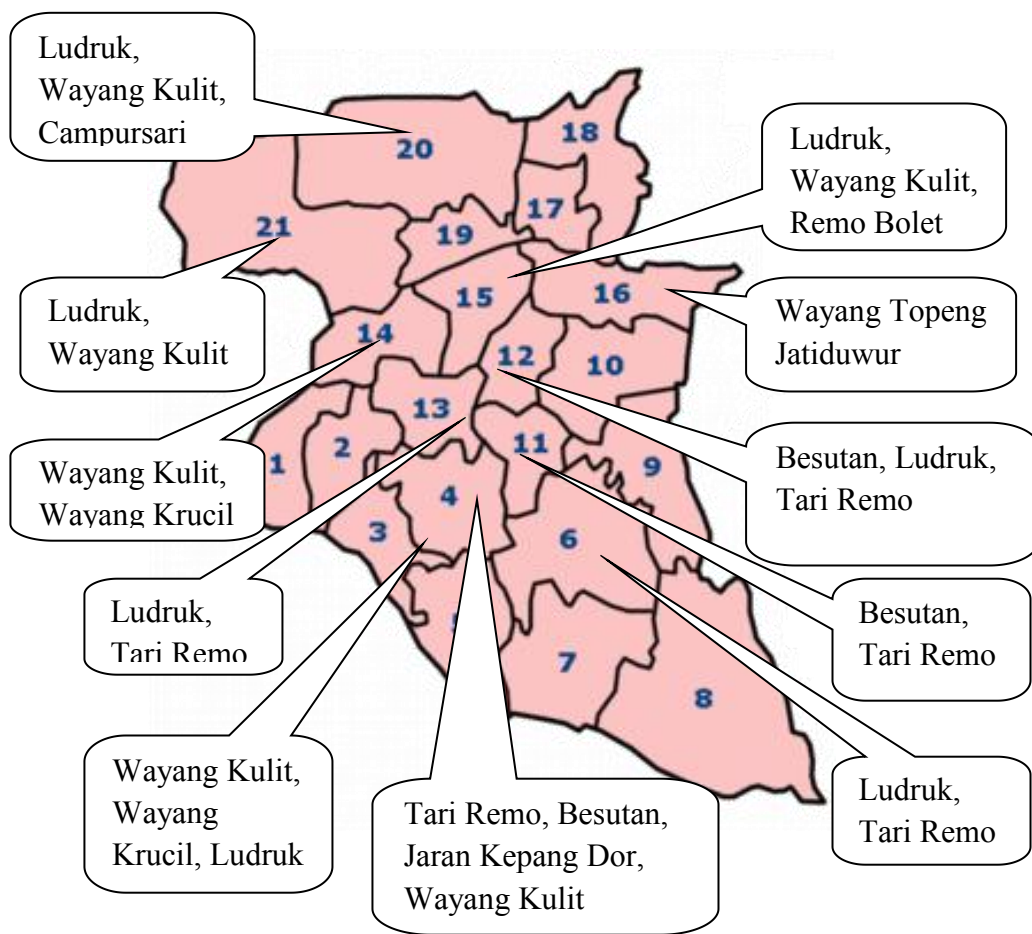 Ludruk,
Wayang Kulit,
Campursari
20
18
Ludruk,
Wayang Kulit,
Remo Bolet
17
21
19
15
16
Ludruk,
Wayang Kulit
Wayang Topeng
Jatiduwur
14
12
10
13
11
1
2
9
Wayang Kulit,
Wayang Krucil
Besutan, Ludruk,
Tari Remo
4
3
6
Ludruk,
Tari Remo
Besutan,
Tari Remo
7
8
Wayang Kulit,
Wayang
Krucil, Ludruk
Tari Remo, Besutan,
Jaran Kepang Dor,
Wayang Kulit
Ludruk,
Tari Remo